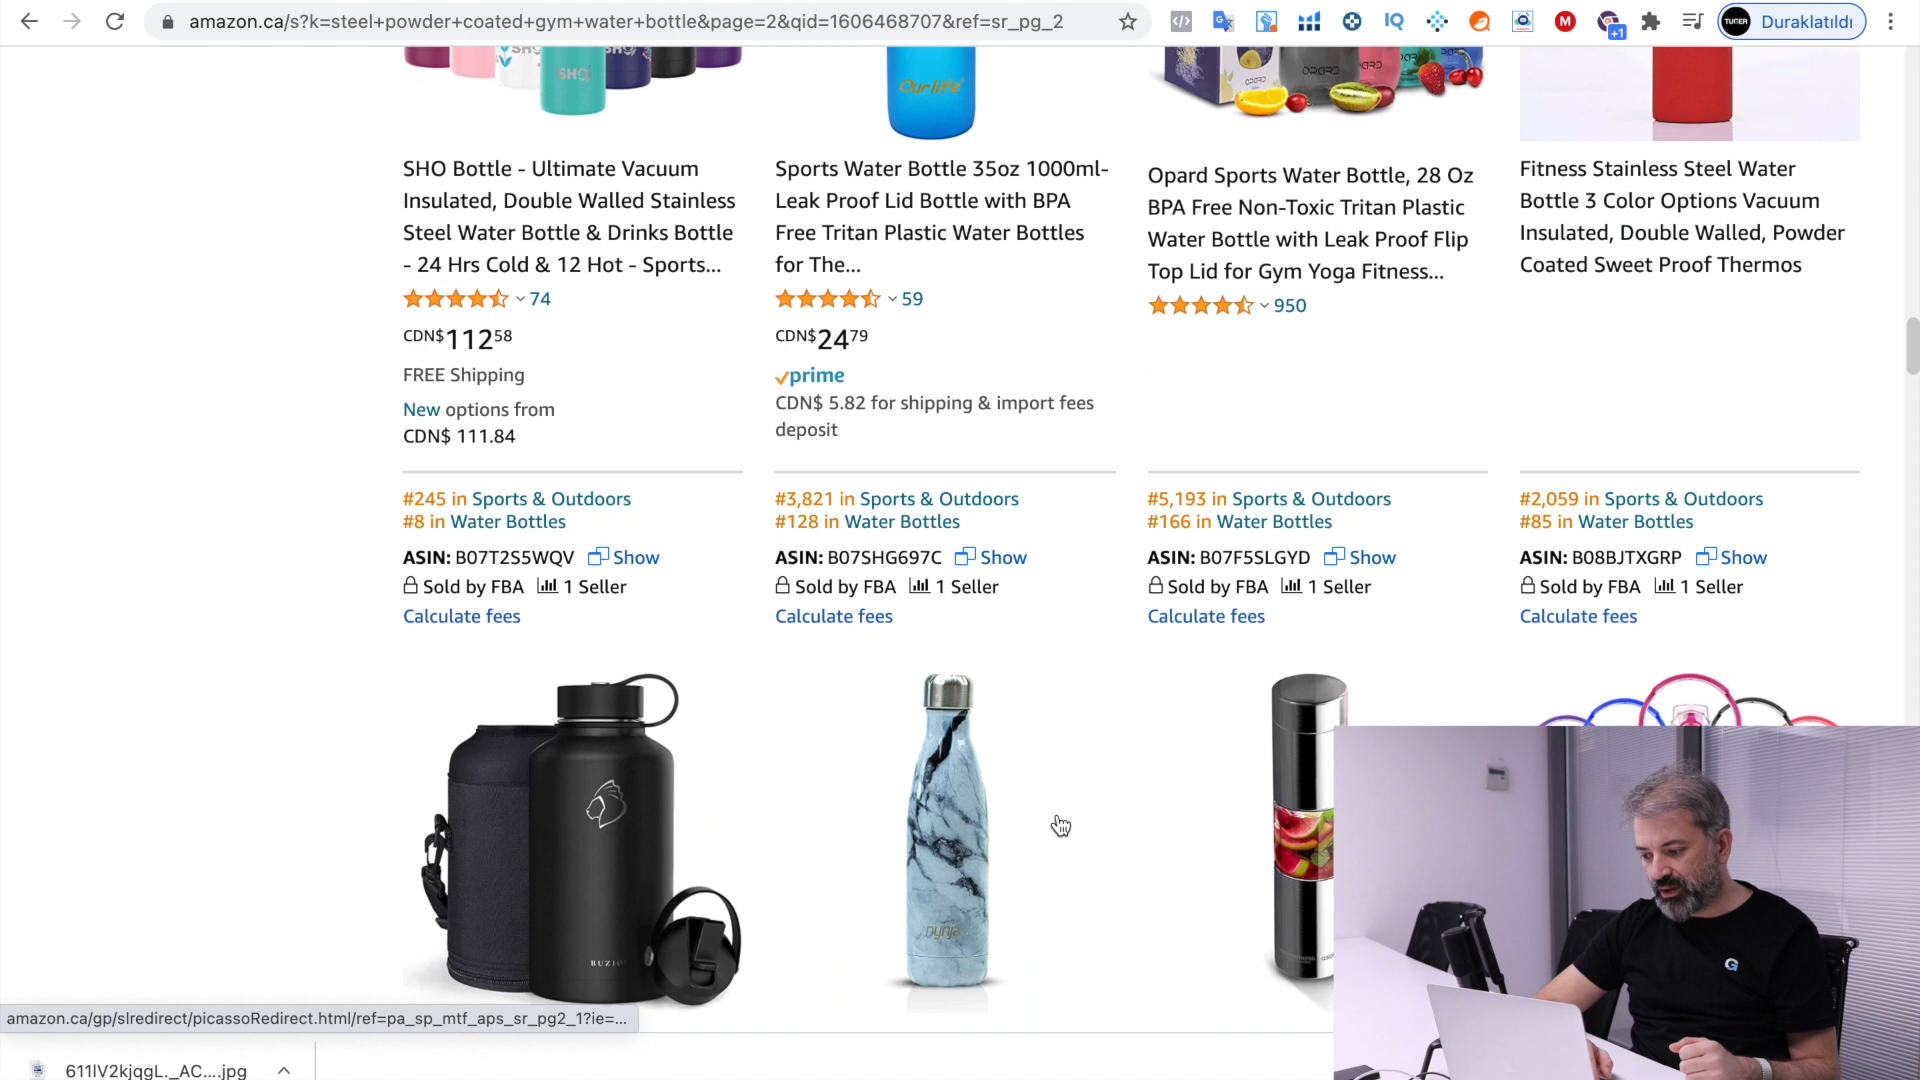 amazon.ca/s?k=steel+powder+coated+gym+water+bottle&page=2&qid=1606468707&ref=sr_pg_2
IQ
M
+1
TUNER
Duraklatıldı
SHO
Ourlife
OPARD
SHO Bottle - Ultimate Vacuum
Insulated, Double Walled Stainless
Steel Water Bottle & Drinks Bottle
- 24 Hrs Cold & 12 Hot - Sports...
74
CDN$ 112 58
FREE Shipping
New options from
CDN$ 111.84
#245 in Sports & Outdoors
#8 in Water Bottles
ASIN: B07T2S5WQV Show
Sold by FBA 1 Seller
Calculate fees
Sports Water Bottle 35oz 1000ml-
Leak Proof Lid Bottle with BPA
Free Tritan Plastic Water Bottles
for The...
59
CDN$ 24 79
prime
CDN$ 5.82 for shipping & import fees
deposit
#3,821 in Sports & Outdoors
#128 in Water Bottles
ASIN: B07SHG697C Show
Sold by FBA 1 Seller
Calculate fees
Opard Sports Water Bottle, 28 Oz
BPA Free Non-Toxic Tritan Plastic
Water Bottle with Leak Proof Flip
Top Lid for Gym Yoga Fitness...
950
#5,193 in Sports & Outdoors
#166 in Water Bottles
ASIN: B07F5SLGYD Show
Sold by FBA 1 Seller
Calculate fees
Fitness Stainless Steel Water
Bottle 3 Color Options Vacuum
Insulated, Double Walled, Powder
Coated Sweet Proof Thermos
#2,059 in Sports & Outdoors
#85 in Water Bottles
ASIN: B08BJTXGRP Show
Sold by FBA 1 Seller
Calculate fees
amazon.ca/gp/slredirect/picassoRedirect.html/ref=pa_sp_mtf_aps_sr_pg2_1?ie=...
611lV2kjqgL._AC....jpg